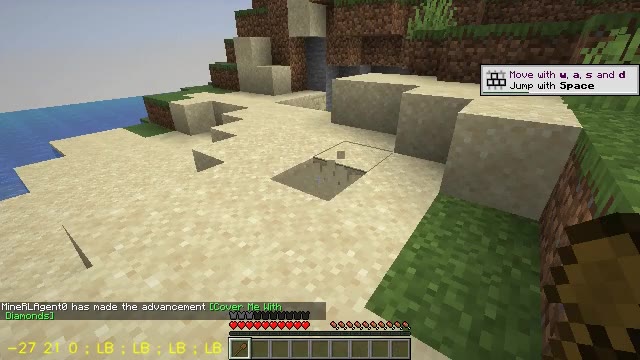 Move with w, a, s and d
Jump with Space
MineRLAgent0 has made the advancement [Cover Me With
Diamonds]
-27 21 0 ; LB ; LB ; LB ; LB